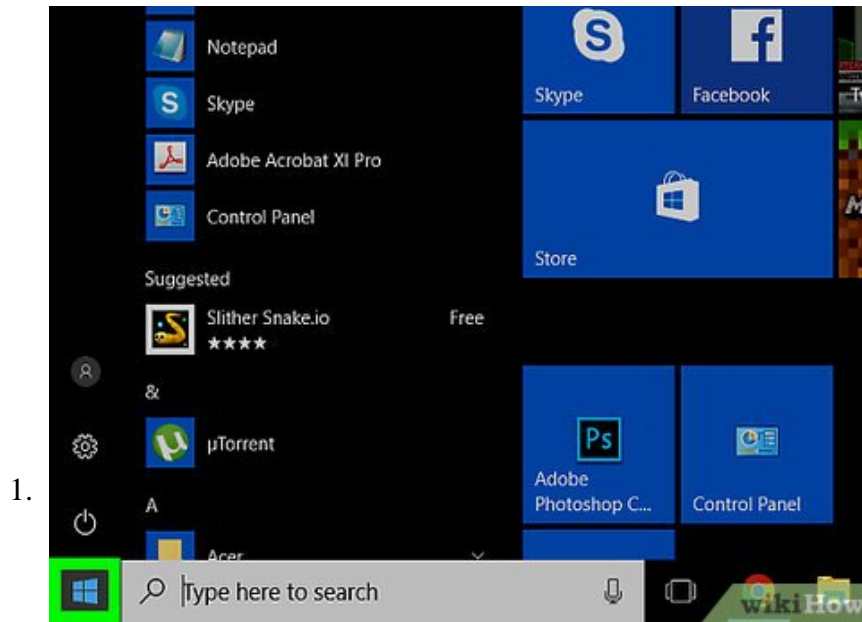 Notepad
Skype
Adobe Acrobat XI Pro
Control Panel
Suggested
Slither Snake.io Free
★★★★
&
µTorrent
A
Acer
Skype
Facebook
Store
Ps
Adobe
Photoshop C...
Control Panel
1.
Type here to search
wikiHow